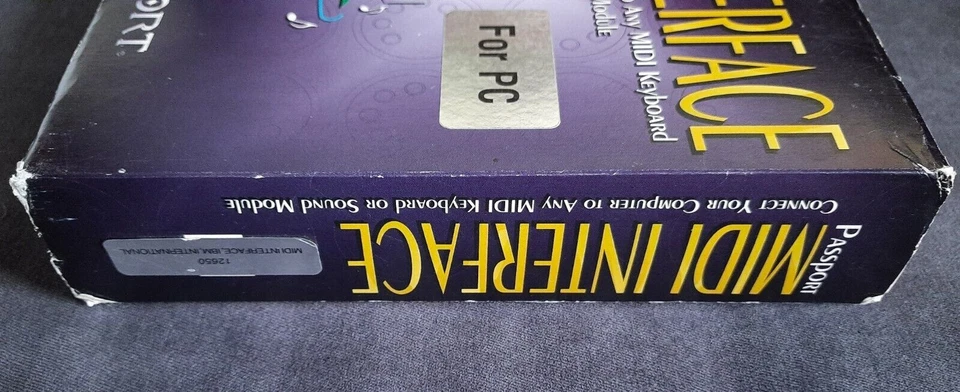 ORT®
For PC
ERFACE
o Any MIDI Keyboard
Module
PASSPORT
MIDI INTERFACE
CONNECT YOUR COMPUTER TO ANY MIDI KEYBOARD OR SOUND MODULE
12650
MIDI INTERFACE, IBM, INTERNATIONAL